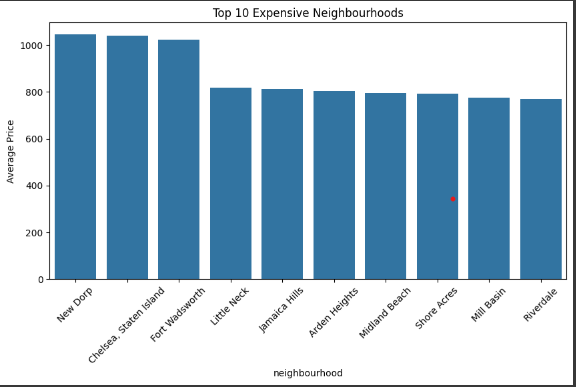 Top 10 Expensive Neighbourhoods
Average Price
1000
800
600
400
200
0
New Dorp
Chelsea, Staten Island
Fort Wadsworth
Little Neck
Jamaica Hills
Arden Heights
Midland Beach
Shore Acres
Mill Basin
Riverdale
neighbourhood